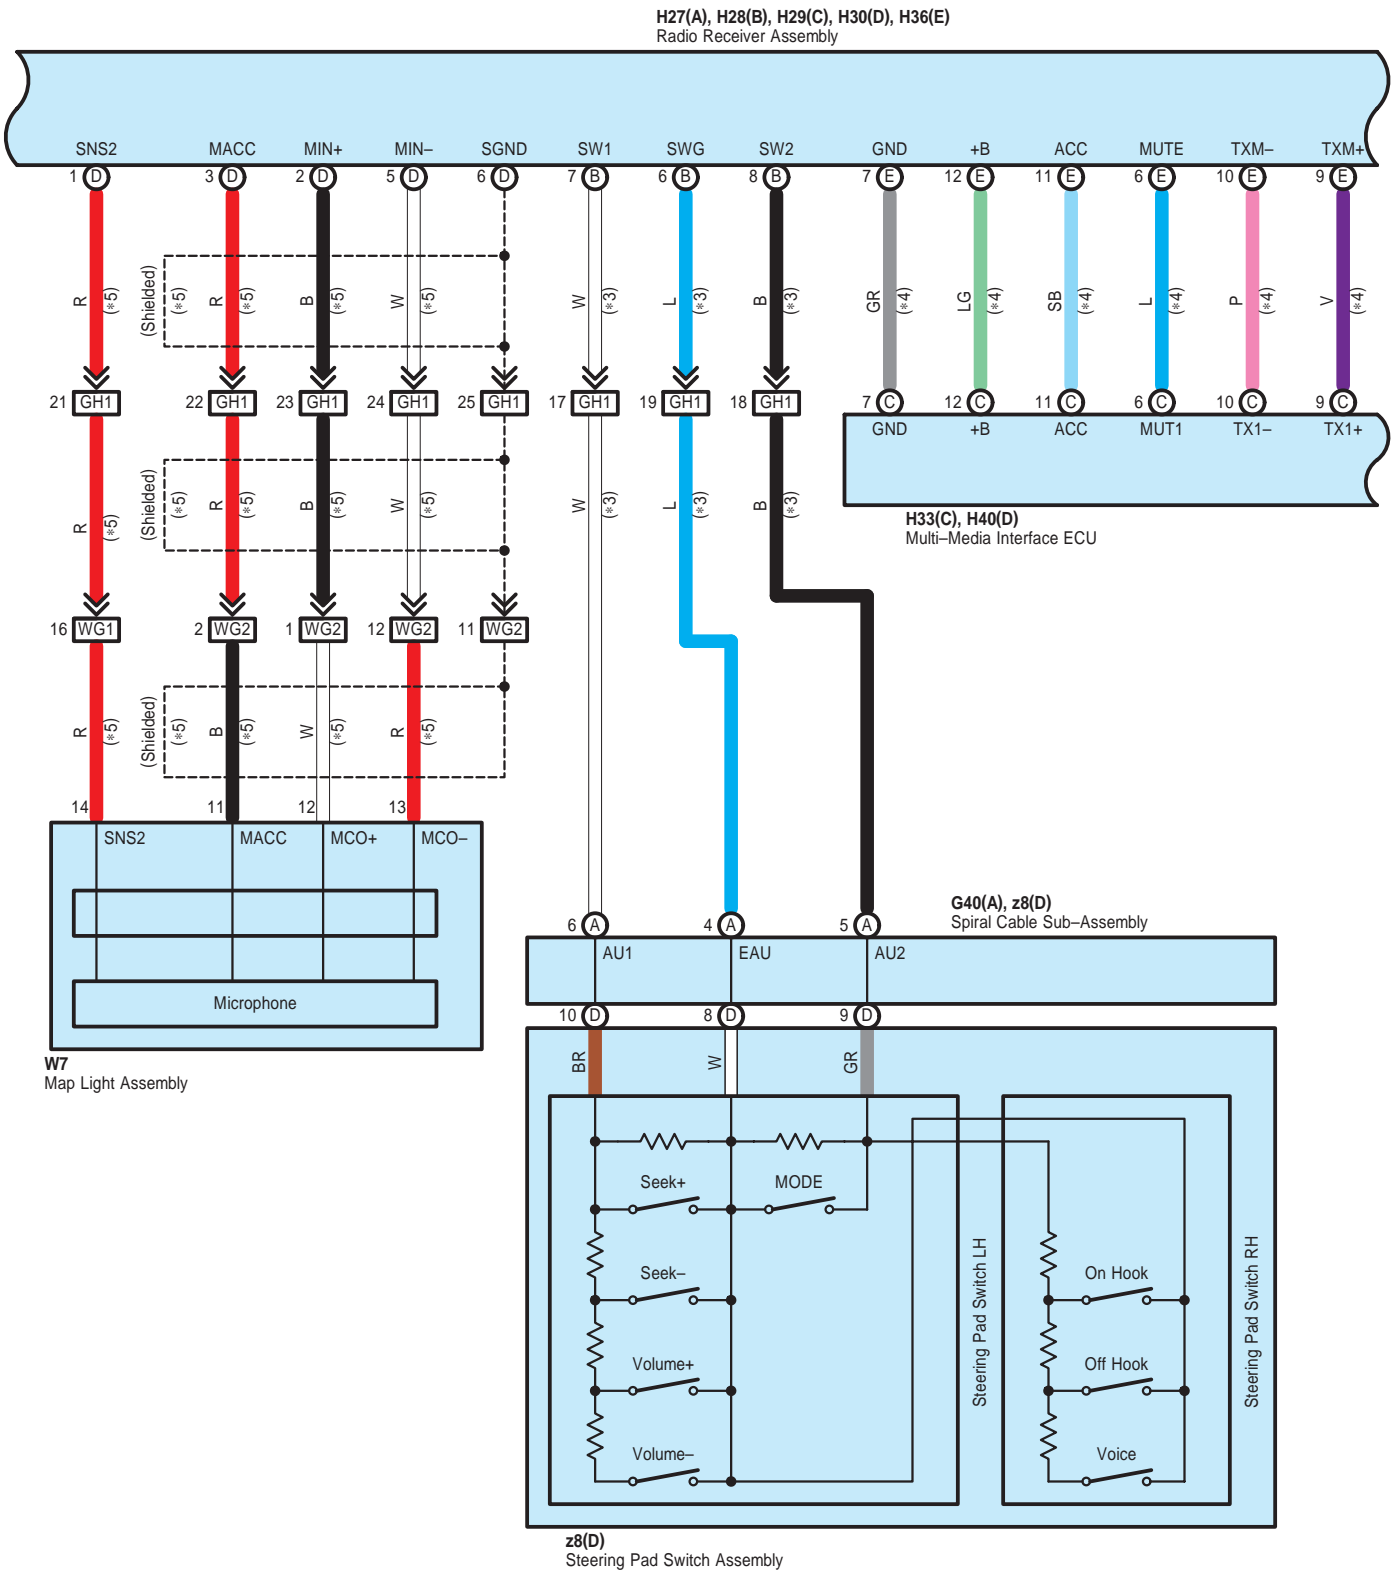 H27(A), H28(B), H29(C), H30(D), H36(E)
Radio Receiver Assembly
SNS2 MACC MIN+ MIN– SGND SW1 SWG SW2 GND +B ACC MUTE TXM– TXM+
1 D 3 D 2 D 5 D 6 D 7 B 6 B 8 B 7 E 12 E 11 E 6 E 10 E 9 E
R (*5) (Shielded) (*5) R (*5) B (*5) W (*5) W (*3) L (*3) B (*3) GR (*4) LG (*4) SB (*4) L (*4) P (*4) V (*4)
21 GH1 22 GH1 23 GH1 24 GH1 25 GH1 17 GH1 19 GH1 18 GH1 7 C 12 C 11 C 6 C 10 C 9 C
GND +B ACC MUT1 TX1– TX1+
R (*5) (Shielded) (*5) R (*5) B (*5) W (*5) W (*3) L (*3) B (*3)
H33(C), H40(D)
Multi–Media Interface ECU
16 WG1 2 WG2 1 WG2 12 WG2 11 WG2
R (*5) (Shielded) (*5) B (*5) W (*5) R (*5)
14 11 12 13
SNS2 MACC MCO+ MCO–
Microphone
W7
Map Light Assembly
G40(A), z8(D)
Spiral Cable Sub–Assembly
6 A 4 A 5 A
AU1 EAU AU2
10 D 8 D 9 D
BR W GR
Seek+ MODE
Seek–
Volume+
Volume–
Steering Pad Switch LH
On Hook
Off Hook
Voice
Steering Pad Switch RH
z8(D)
Steering Pad Switch Assembly